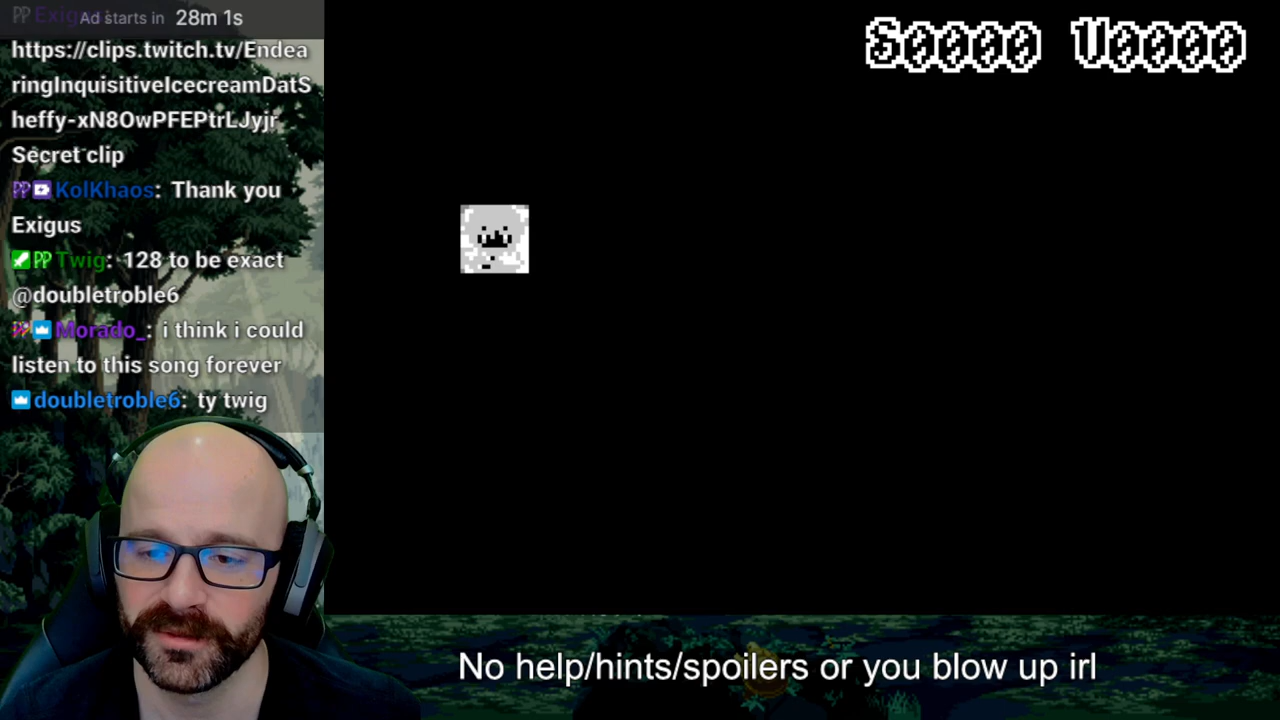 Exigus:
Ad starts in 28m 1s
https://clips.twitch.tv/Endea
ringInquisitiveIcecreamDatS
heffy-xN8OwPFEPtrLJyjr
Secret clip
KolKhaos: Thank you
Exigus
Twig: 128 to be exact
@doubletroble6
Morado_: i think i could
listen to this song forever
doubletroble6: ty twig
S0000 V0000
No help/hints/spoilers or you blow up irl